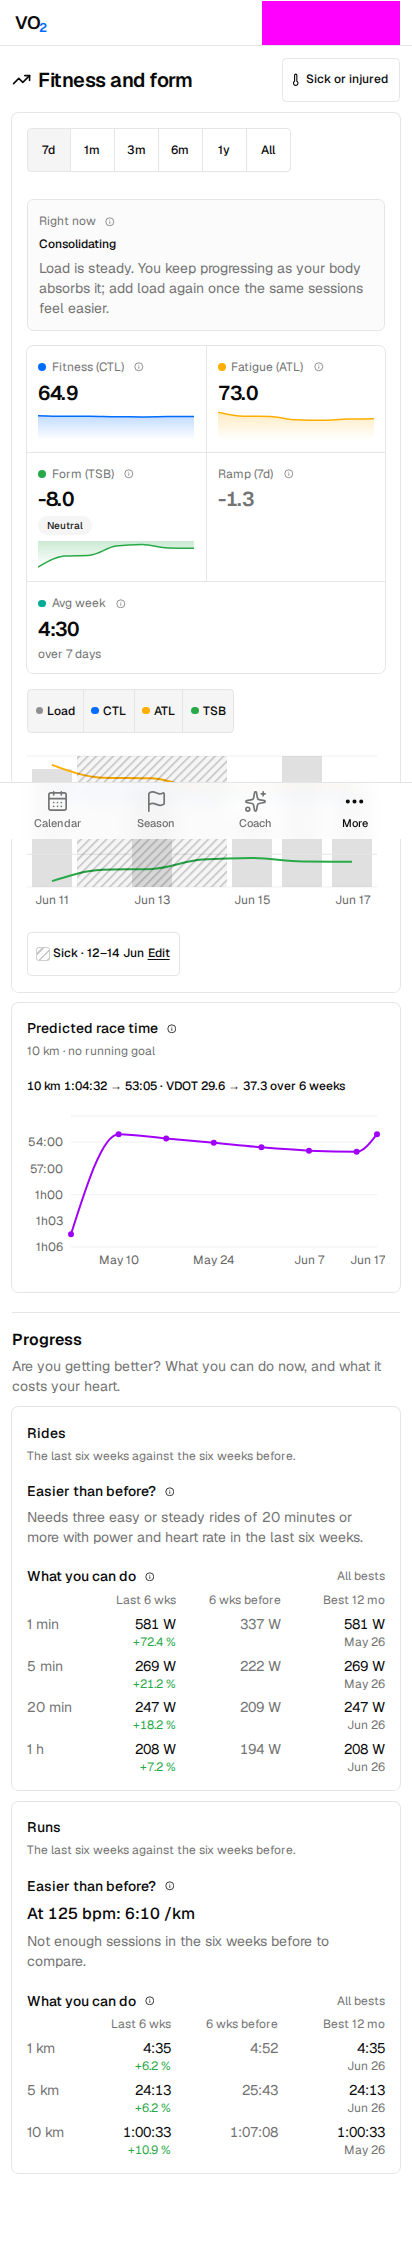 VO2
Fitness and form
Sick or injured
7d 1m 3m 6m 1y All
Right now
Consolidating
Load is steady. You keep progressing as your body
absorbs it; add load again once the same sessions
feel easier.
Fitness (CTL) Fatigue (ATL)
64.9 73.0
Form (TSB) Ramp (7d)
-8.0 -1.3
Neutral
Avg week
4:30
over 7 days
Load CTL ATL TSB
Calendar Season Coach More
Jun 11 Jun 13 Jun 15 Jun 17
Sick · 12–14 Jun Edit
Predicted race time
10 km · no running goal
10 km 1:04:32 → 53:05 · VDOT 29.6 → 37.3 over 6 weeks
54:00
57:00
1h00
1h03
1h06
May 10 May 24 Jun 7 Jun 17
Progress
Are you getting better? What you can do now, and what it
costs your heart.
Rides
The last six weeks against the six weeks before.
Easier than before?
Needs three easy or steady rides of 20 minutes or
more with power and heart rate in the last six weeks.
What you can do All bests
Last 6 wks 6 wks before Best 12 mo
1 min 581 W 337 W 581 W
+72.4 % May 26
5 min 269 W 222 W 269 W
+21.2 % May 26
20 min 247 W 209 W 247 W
+18.2 % Jun 26
1 h 208 W 194 W 208 W
+7.2 % Jun 26
Runs
The last six weeks against the six weeks before.
Easier than before?
At 125 bpm: 6:10 /km
Not enough sessions in the six weeks before to
compare.
What you can do All bests
Last 6 wks 6 wks before Best 12 mo
1 km 4:35 4:52 4:35
+6.2 % Jun 26
5 km 24:13 25:43 24:13
+6.2 % Jun 26
10 km 1:00:33 1:07:08 1:00:33
+10.9 % May 26